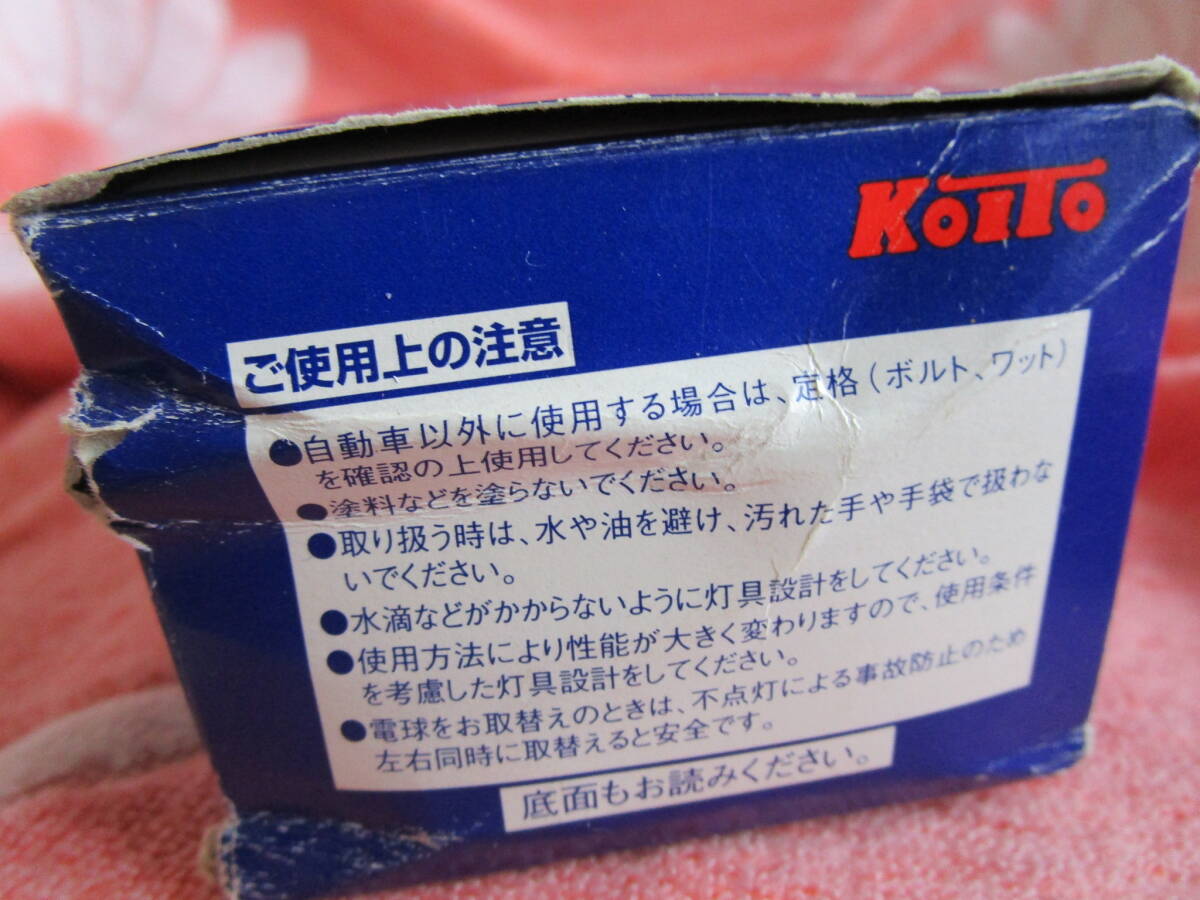 KOITO
ご使用上の注意
●自動車以外に使用する場合は、定格(ボルト、ワット)
を確認の上使用してください。
●塗料などを塗らないでください。
●取り扱う時は、水や油を避け、汚れた手や手袋で扱わな
いでください。
●水滴などがかからないように灯具設計をしてください。
●使用方法により性能が大きく変わりますので、使用条件
を考慮した灯具設計をしてください。
●電球をお取替えのときは、不点灯による事故防止のため
左右同時に取替えると安全です。
底面もお読みください。